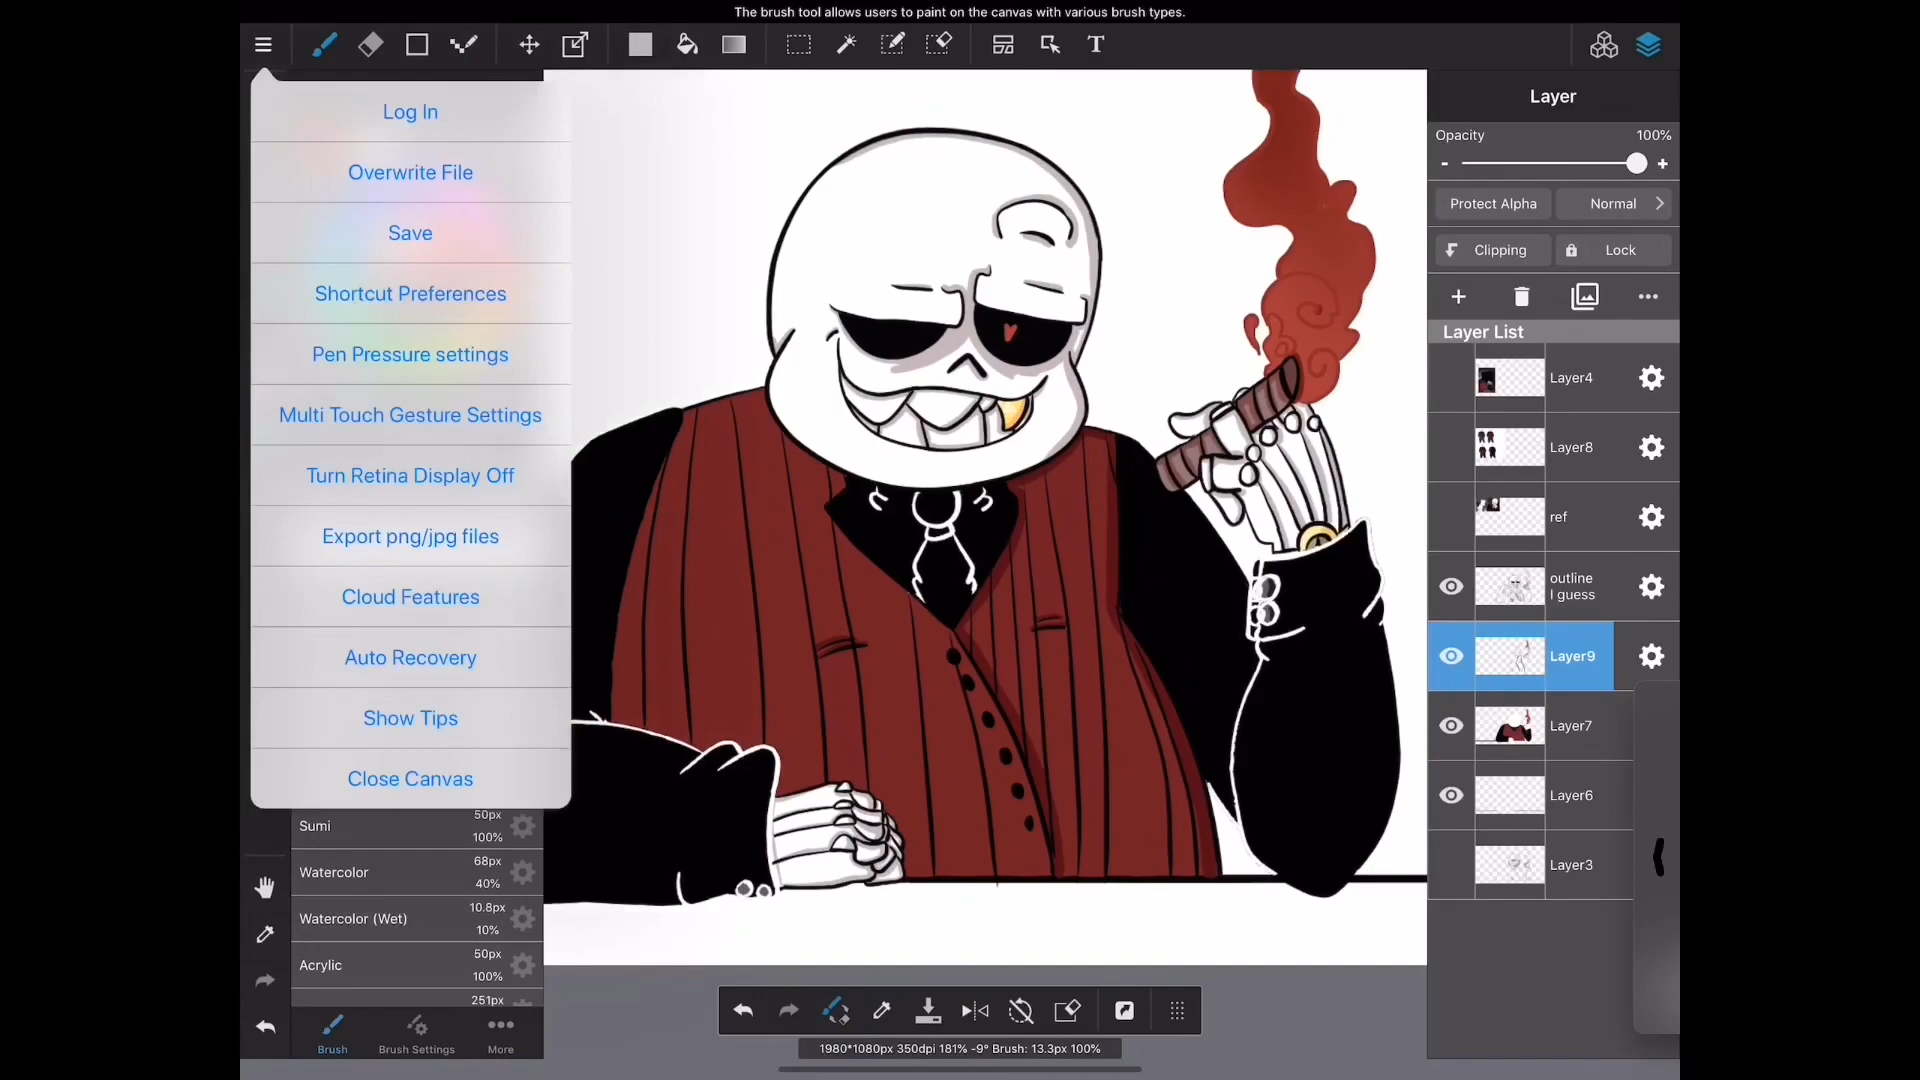 The brush tool allows users to paint on the canvas with various brush types.
T
Log In
Overwrite File
Save
Shortcut Preferences
Pen Pressure settings
Multi Touch Gesture Settings
Turn Retina Display Off
Export png/jpg files
Cloud Features
Auto Recovery
Show Tips
Close Canvas
50px
Sumi
100%
68px
Watercolor
40%
10.8px
Watercolor (Wet)
10%
50px
Acrylic
100%
251px
Brush
Brush Settings
More
1980*1080px 350dpi 181% -9° Brush: 13.3px 100%
Layer
Opacity
100%
Protect Alpha
Normal
Clipping
Lock
Layer List
Layer4
Layer8
ref
outline
I guess
Layer9
Layer7
Layer6
Layer3